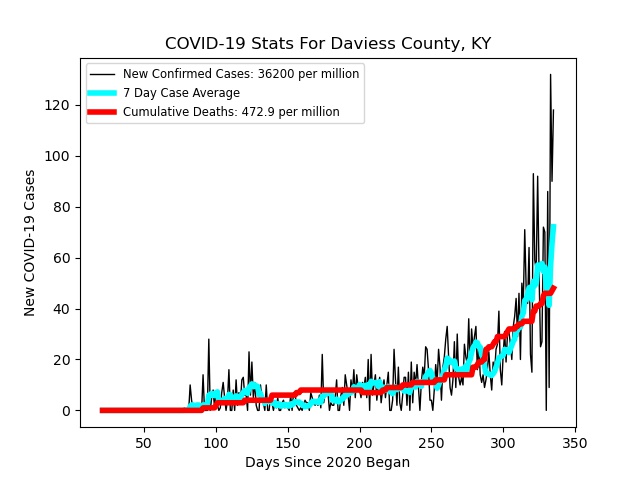 COVID-19 Stats For Daviess County, KY
New Confirmed Cases: 36200 per million
7 Day Case Average
Cumulative Deaths: 472.9 per million
New COVID-19 Cases
120
100
80
60
40
20
0
50 100 150 200 250 300 350
Days Since 2020 Began